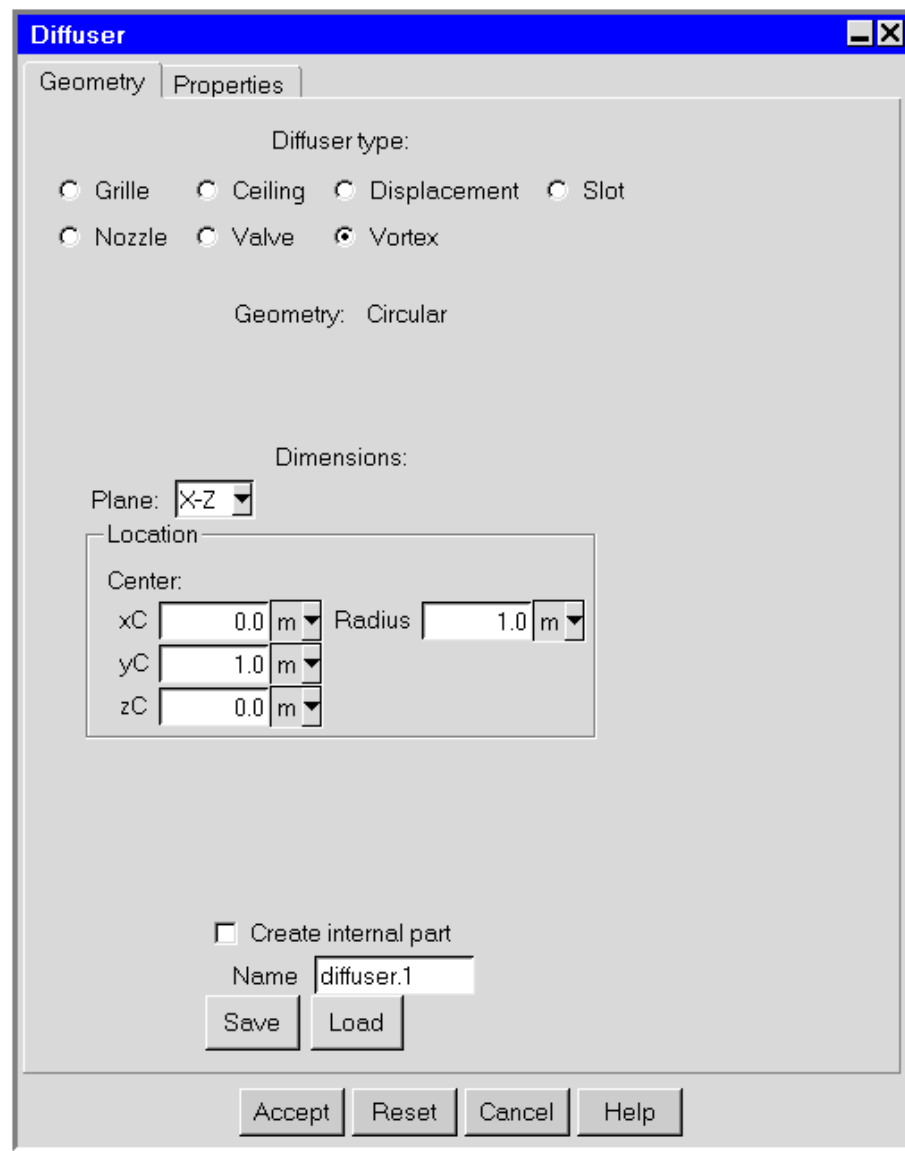 Diffuser
Geometry Properties
Diffuser type:
Grille Ceiling Displacement Slot
Nozzle Valve Vortex
Geometry: Circular
Dimensions:
Plane: X-Z
Location
Center:
xC 0.0 m Radius 1.0 m
yC 1.0 m
zC 0.0 m
Create internal part
Name diffuser.1
Save Load
Accept Reset Cancel Help